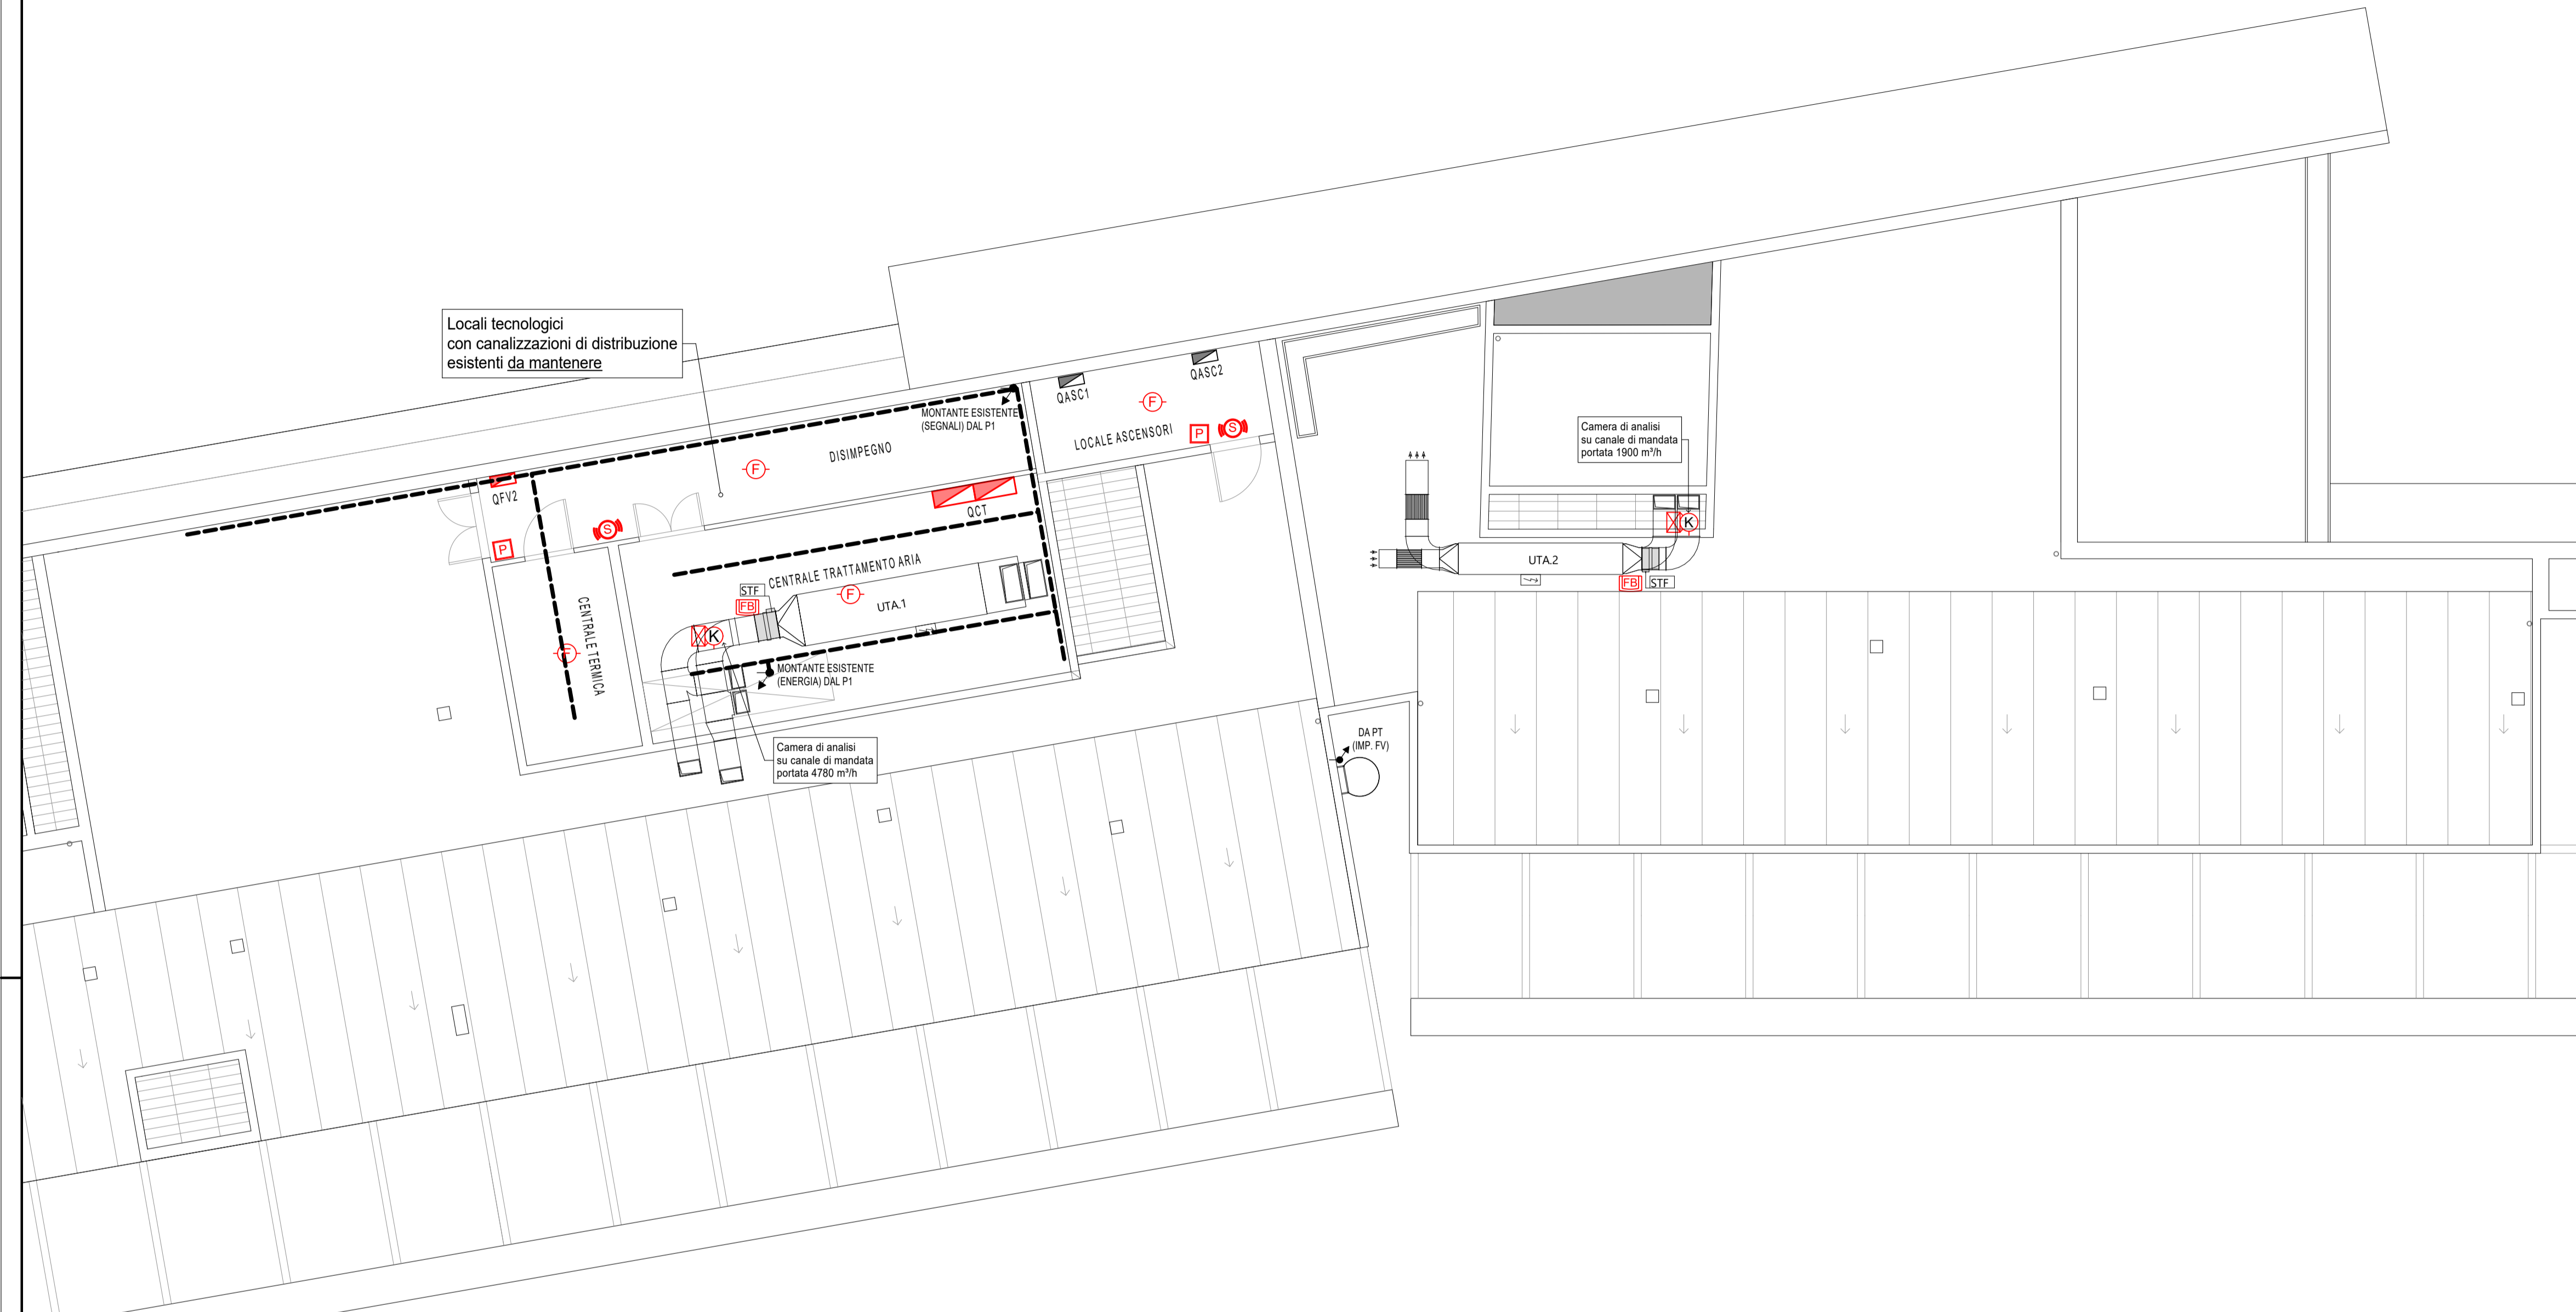 Locali tecnologici
con canalizzazioni di distribuzione
esistenti da mantenere
QASC1
QASC2
F
MONTANTE ESISTENTE
(SEGNALI) DAL P1
LOCALE ASCENSORI
P
S
DISIMPEGNO
F
QFV2
QCT
P
S
CENTRALE TRATTAMENTO ARIA
STF
FB
F
UTA.1
K
CENTRALE TERMICA
F
MONTANTE ESISTENTE
(ENERGIA) DAL P1
Camera di analisi
su canale di mandata
portata 4780 m³/h
Camera di analisi
su canale di mandata
portata 1900 m³/h
K
UTA.2
FB
STF
DA PT
(IMP. FV)